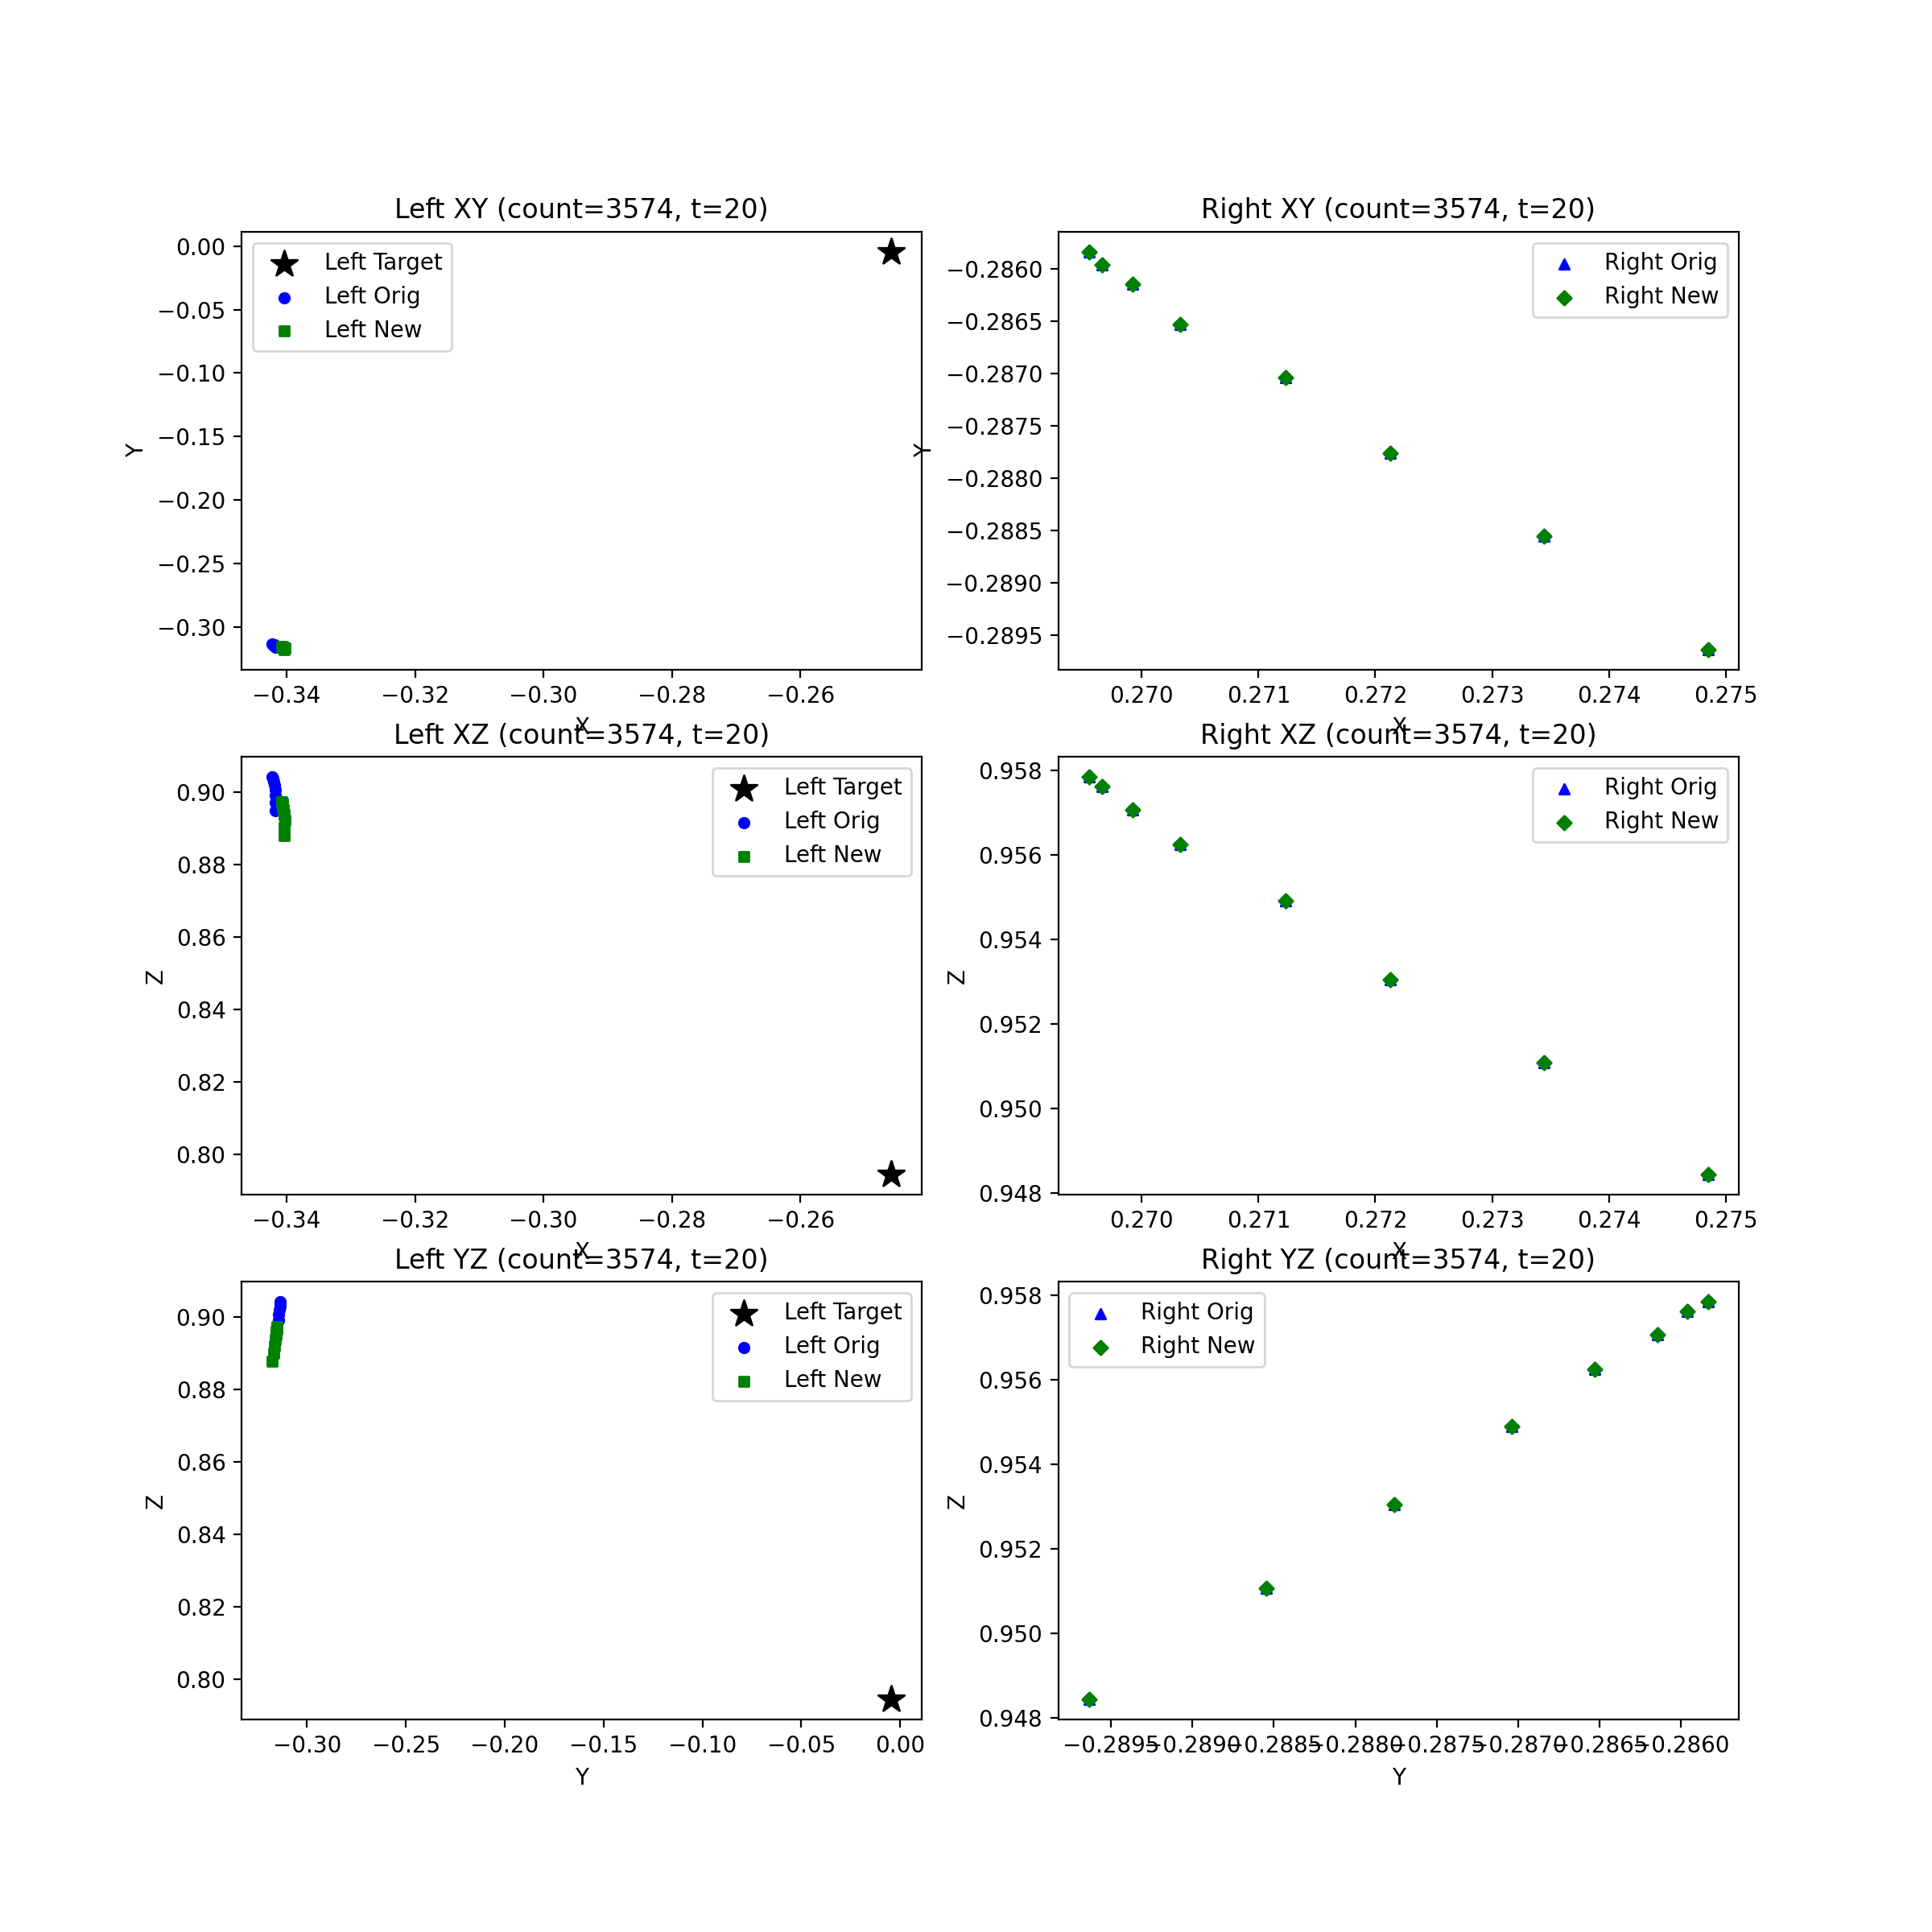 Left XY (count=3574, t=20)
Left Target
Left Orig
Left New
0.00
−0.05
−0.10
−0.15
−0.20
−0.25
−0.30
Y
−0.34
−0.32
−0.30
−0.28
−0.26
X
Right XY (count=3574, t=20)
Right Orig
Right New
−0.2860
−0.2865
−0.2870
−0.2875
−0.2880
−0.2885
−0.2890
−0.2895
Y
0.270
0.271
0.272
0.273
0.274
0.275
X
Left XZ (count=3574, t=20)
Left Target
Left Orig
Left New
0.90
0.88
0.86
0.84
0.82
0.80
Z
−0.34
−0.32
−0.30
−0.28
−0.26
X
Right XZ (count=3574, t=20)
Right Orig
Right New
0.958
0.956
0.954
0.952
0.950
0.948
Z
0.270
0.271
0.272
0.273
0.274
0.275
X
Left YZ (count=3574, t=20)
Left Target
Left Orig
Left New
0.90
0.88
0.86
0.84
0.82
0.80
Z
−0.30
−0.25
−0.20
−0.15
−0.10
−0.05
0.00
Y
Right YZ (count=3574, t=20)
Right Orig
Right New
0.958
0.956
0.954
0.952
0.950
0.948
Z
−0.2895
−0.2890
−0.2885
−0.2880
−0.2875
−0.2870
−0.2865
−0.2860
Y